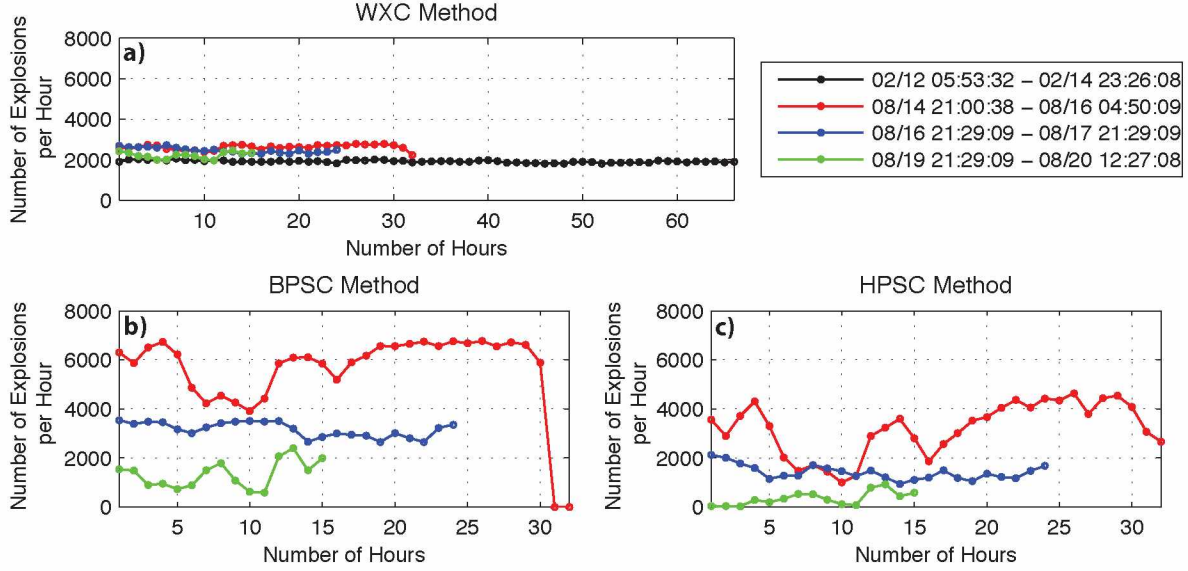 WXC Method
a)
Number of Explosions
per Hour
8000
6000
4000
2000
0
10 20 30 40 50 60
Number of Hours
02/12 05:53:32 – 02/14 23:26:08
08/14 21:00:38 – 08/16 04:50:09
08/16 21:29:09 – 08/17 21:29:09
08/19 21:29:09 – 08/20 12:27:08
BPSC Method
b)
Number of Explosions
per Hour
8000
6000
4000
2000
0
5 10 15 20 25 30
Number of Hours
HPSC Method
c)
Number of Explosions
per Hour
8000
6000
4000
2000
0
5 10 15 20 25 30
Number of Hours